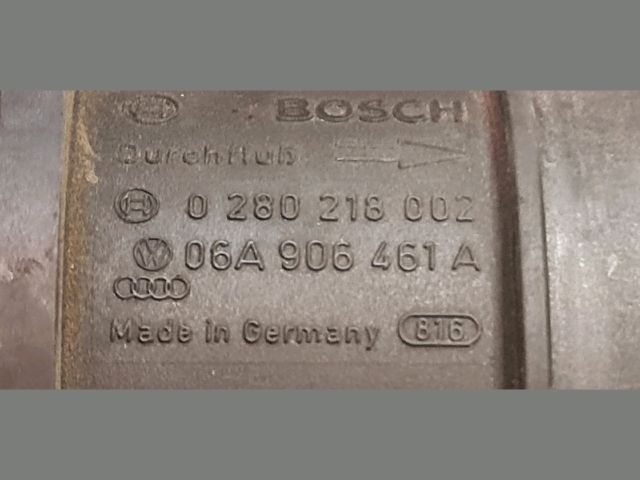 BOSCH
Durchfluß
0 280 218 002
06A 906 461 A
Made in Germany 816